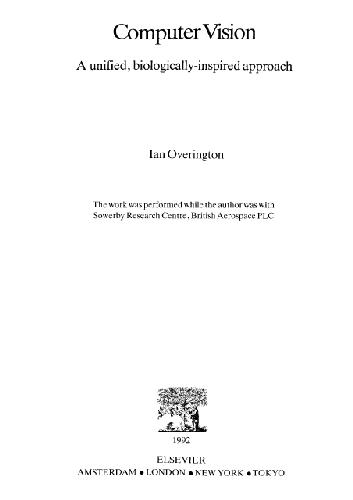 Computer Vision
A unified, biologically-inspired approach
Ian Overington
The work was performed while the author was with
Sowerby Research Centre, British Aerospace PLC
1992
ELSEVIER
AMSTERDAM ● LONDON ● NEW YORK ● TOKYO